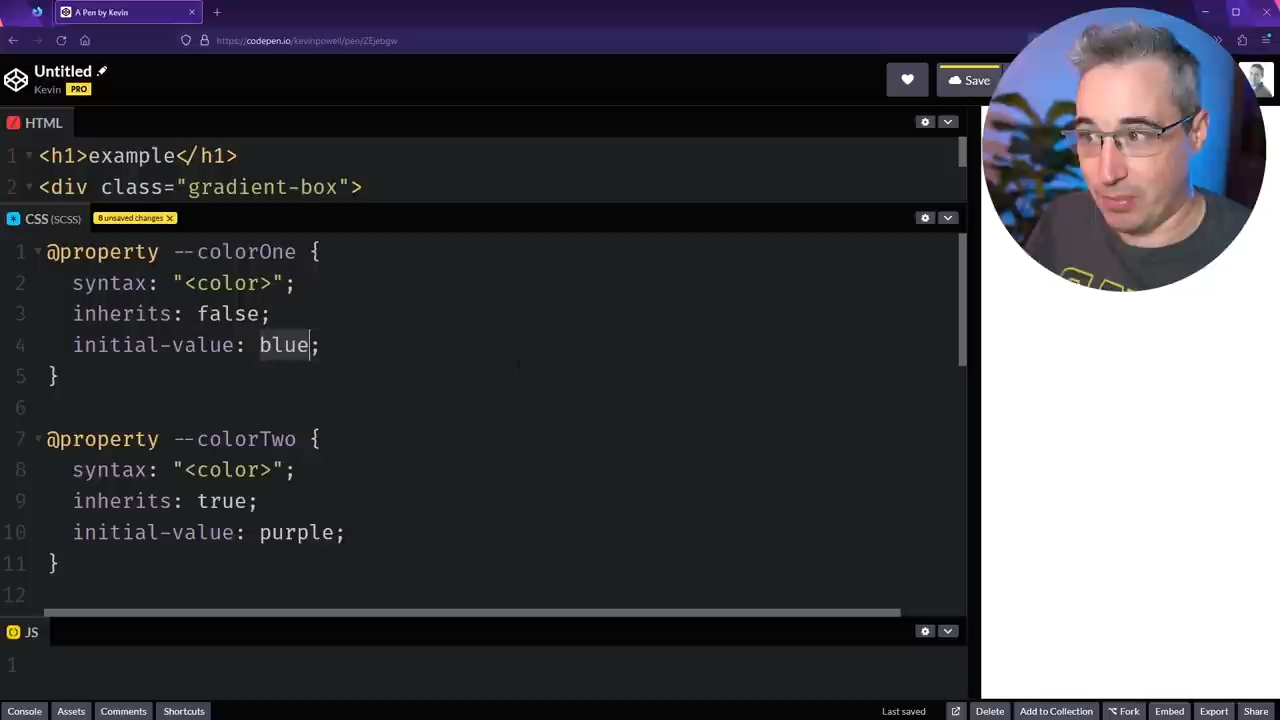 A Pen by Kevin
https://codepen.io/kevinpowell/pen/ZEjebgw
Untitled
Kevin PRO
Save
HTML
1 <h1>example</h1>
2 <div class="gradient-box">
CSS (SCSS) 8 unsaved changes X
1 @property --colorOne {
2 syntax: "<color>";
3 inherits: false;
4 initial-value: blue;
5 }
6
7 @property --colorTwo {
8 syntax: "<color>";
9 inherits: true;
10 initial-value: purple;
11 }
12
JS
1
Console Assets Comments Shortcuts Last saved Delete Add to Collection Fork Embed Export Share